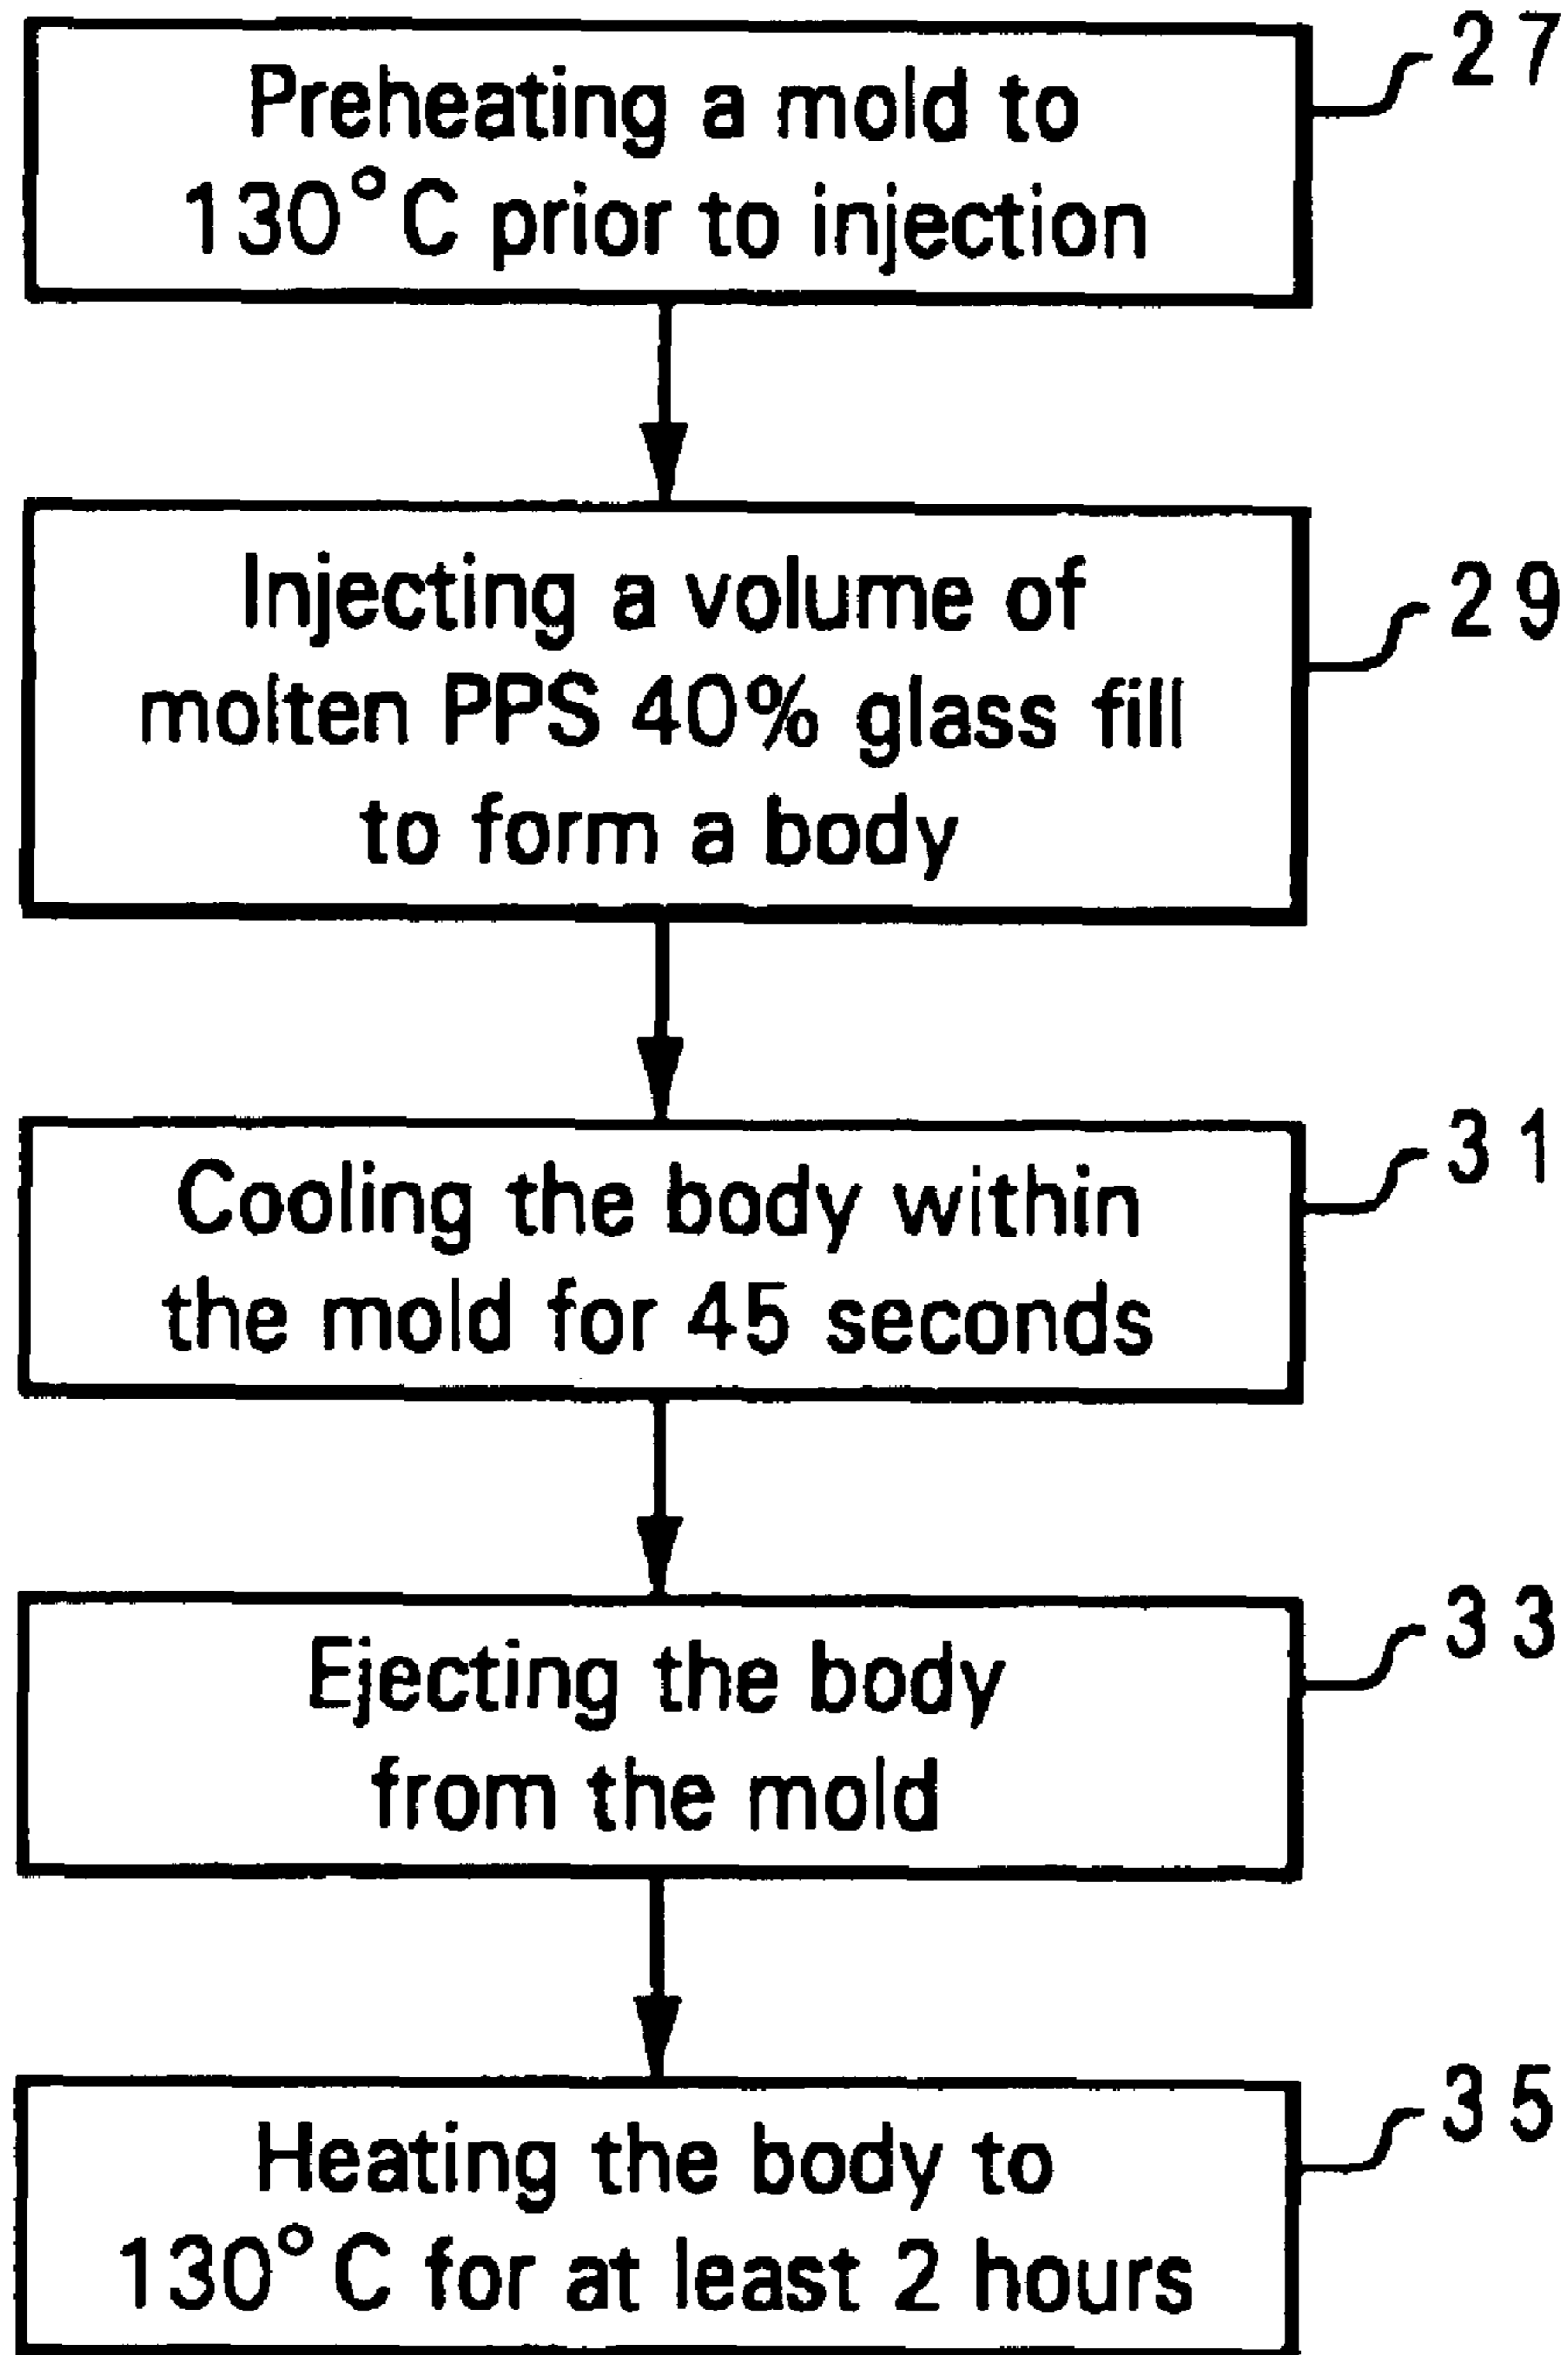 27
Preheating a mold to
130°C prior to injection
29
Injecting a volume of
molten PPS 40% glass fill
to form a body
31
Cooling the body within
the mold for 45 seconds
33
Ejecting the body
from the mold
35
Heating the body to
130°C for at least 2 hours